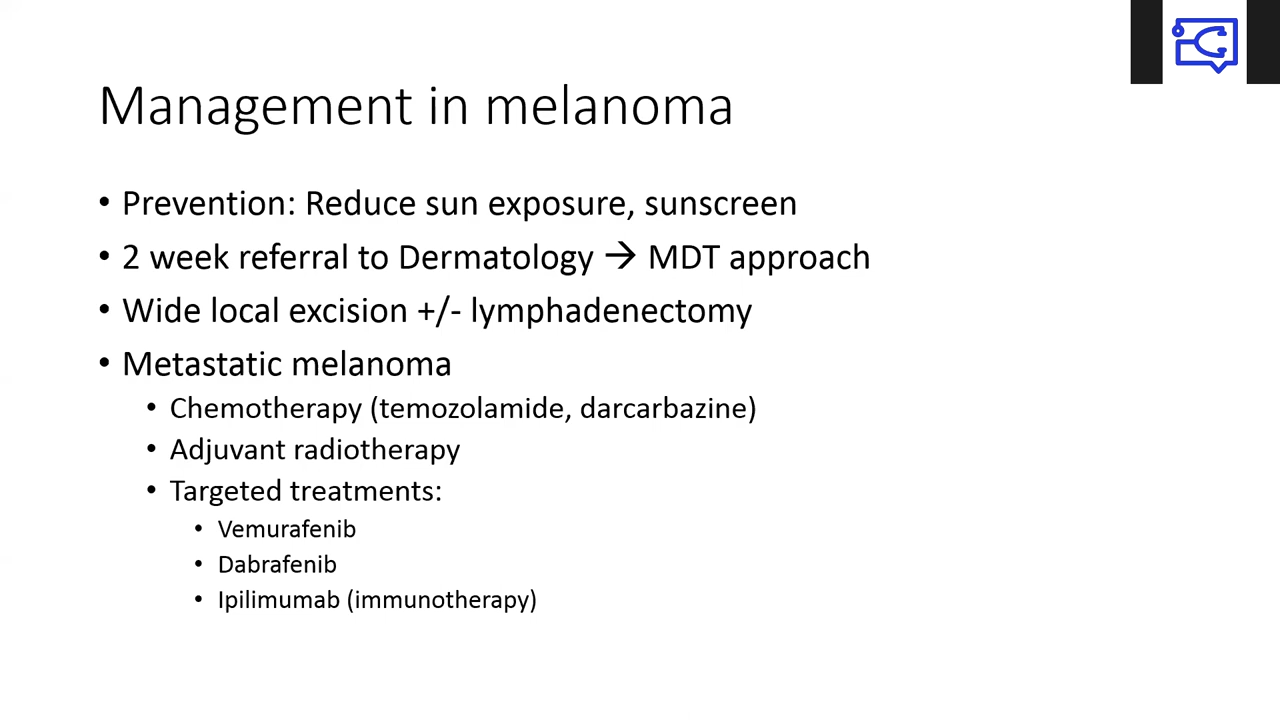 Management in melanoma
• Prevention: Reduce sun exposure, sunscreen
• 2 week referral to Dermatology → MDT approach
• Wide local excision +/- lymphadenectomy
• Metastatic melanoma
• Chemotherapy (temozolamide, darcarbazine)
• Adjuvant radiotherapy
• Targeted treatments:
• Vemurafenib
• Dabrafenib
• Ipilimumab (immunotherapy)